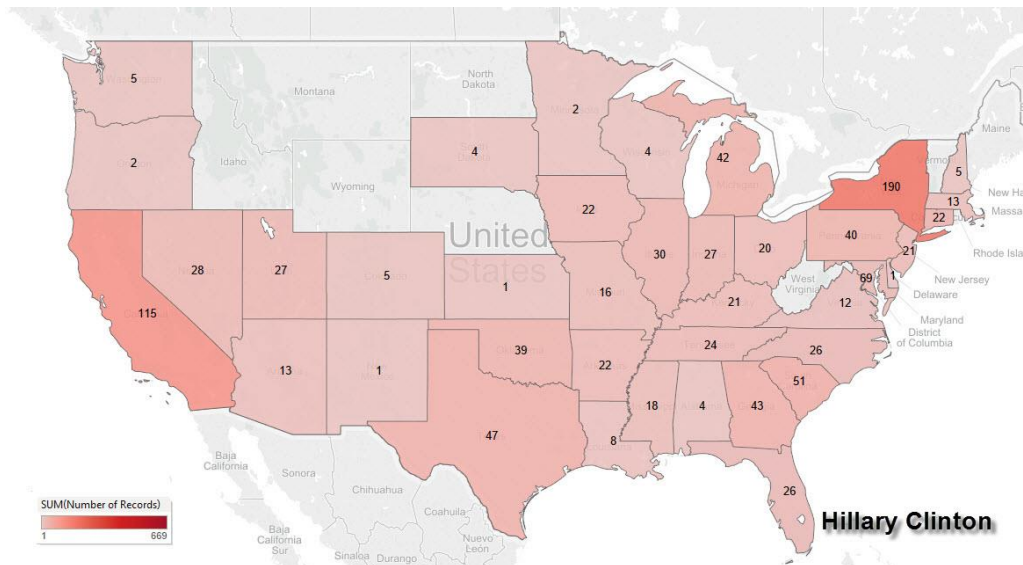 North
Dakota
Montana
Maine
5
2
Vermo
Idaho
2
4
4
42
5
New Ha
Wyoming
190
13
Massa
22
22
Rhode Isla
United
States
40
20
30
27
21
28
27
5
New Jersey
1
16
West
Virginia
69
1
Delaware
115
21
12
Maryland
District
of Columbia
24
26
39
13
1
22
51
18
4
43
47
8
Baja
California
Sonora
26
Chihuahua
SUM(Number of Records)
Coahuila
Hillary Clinton
1
669
Baja
California
Sur
Nuevo
León
Sinaloa
Durango